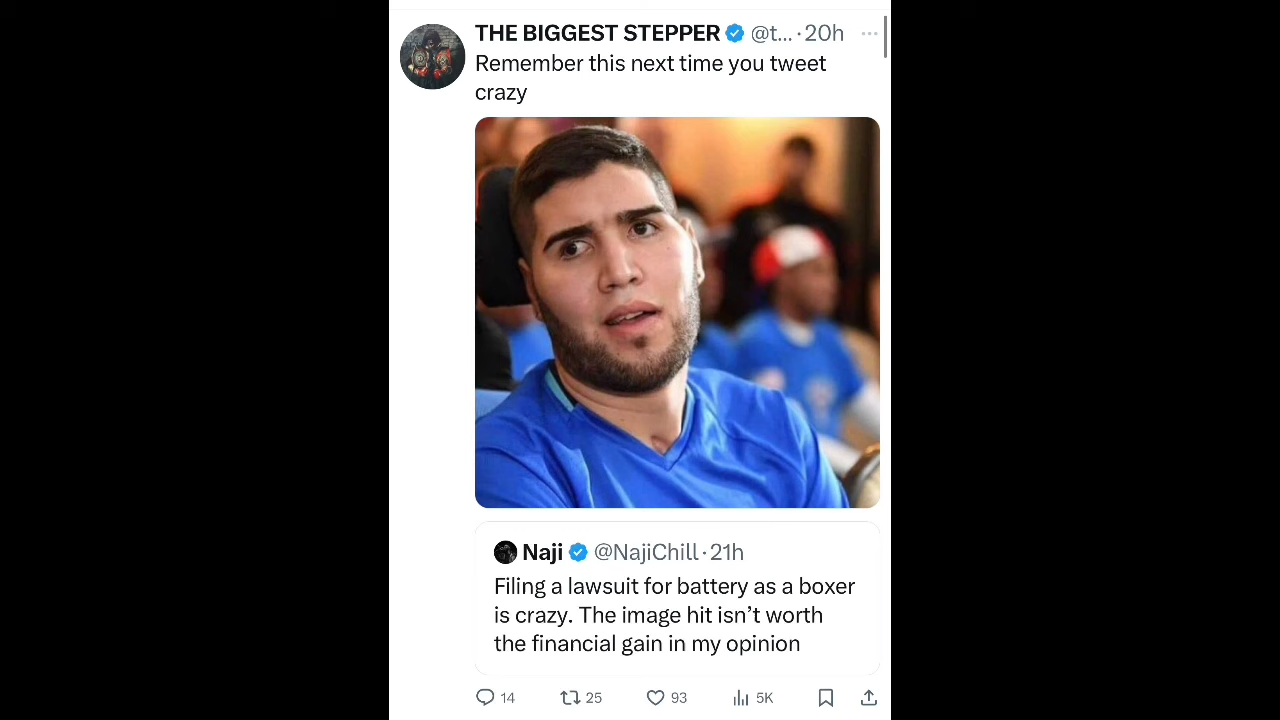 THE BIGGEST STEPPER @t... · 20h ...
Remember this next time you tweet
crazy
Naji @NajiChill · 21h
Filing a lawsuit for battery as a boxer
is crazy. The image hit isn’t worth
the financial gain in my opinion
14 25 93 5K